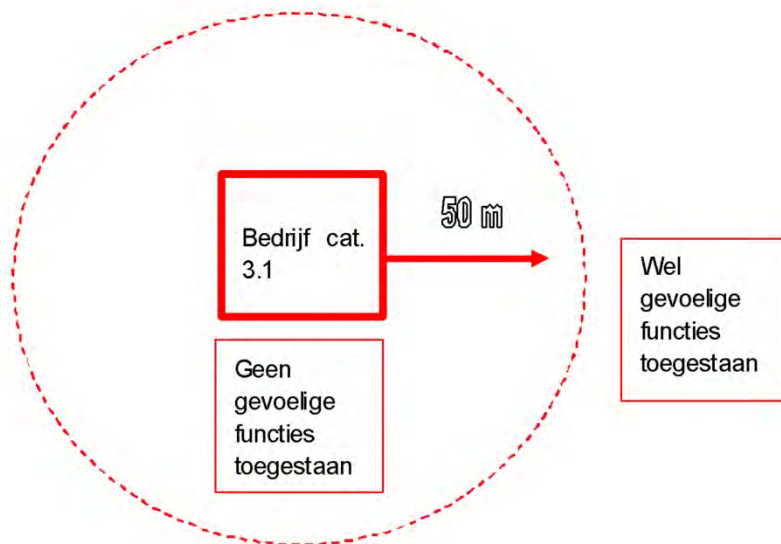 Bedrijf cat.
3.1
50 m
Wel
gevoelige
functies
toegestaan
Geen
gevoelige
functies
toegestaan